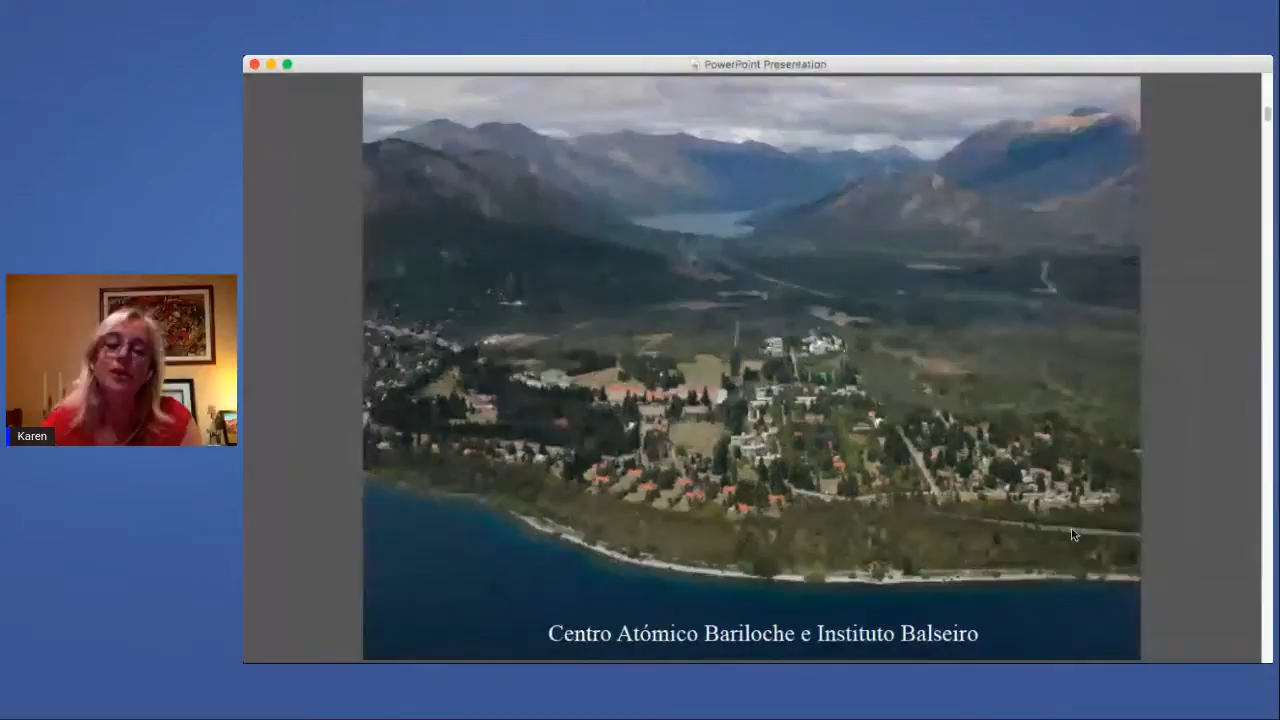 PowerPoint Presentation
Karen
Centro Atómico Bariloche e Instituto Balseiro